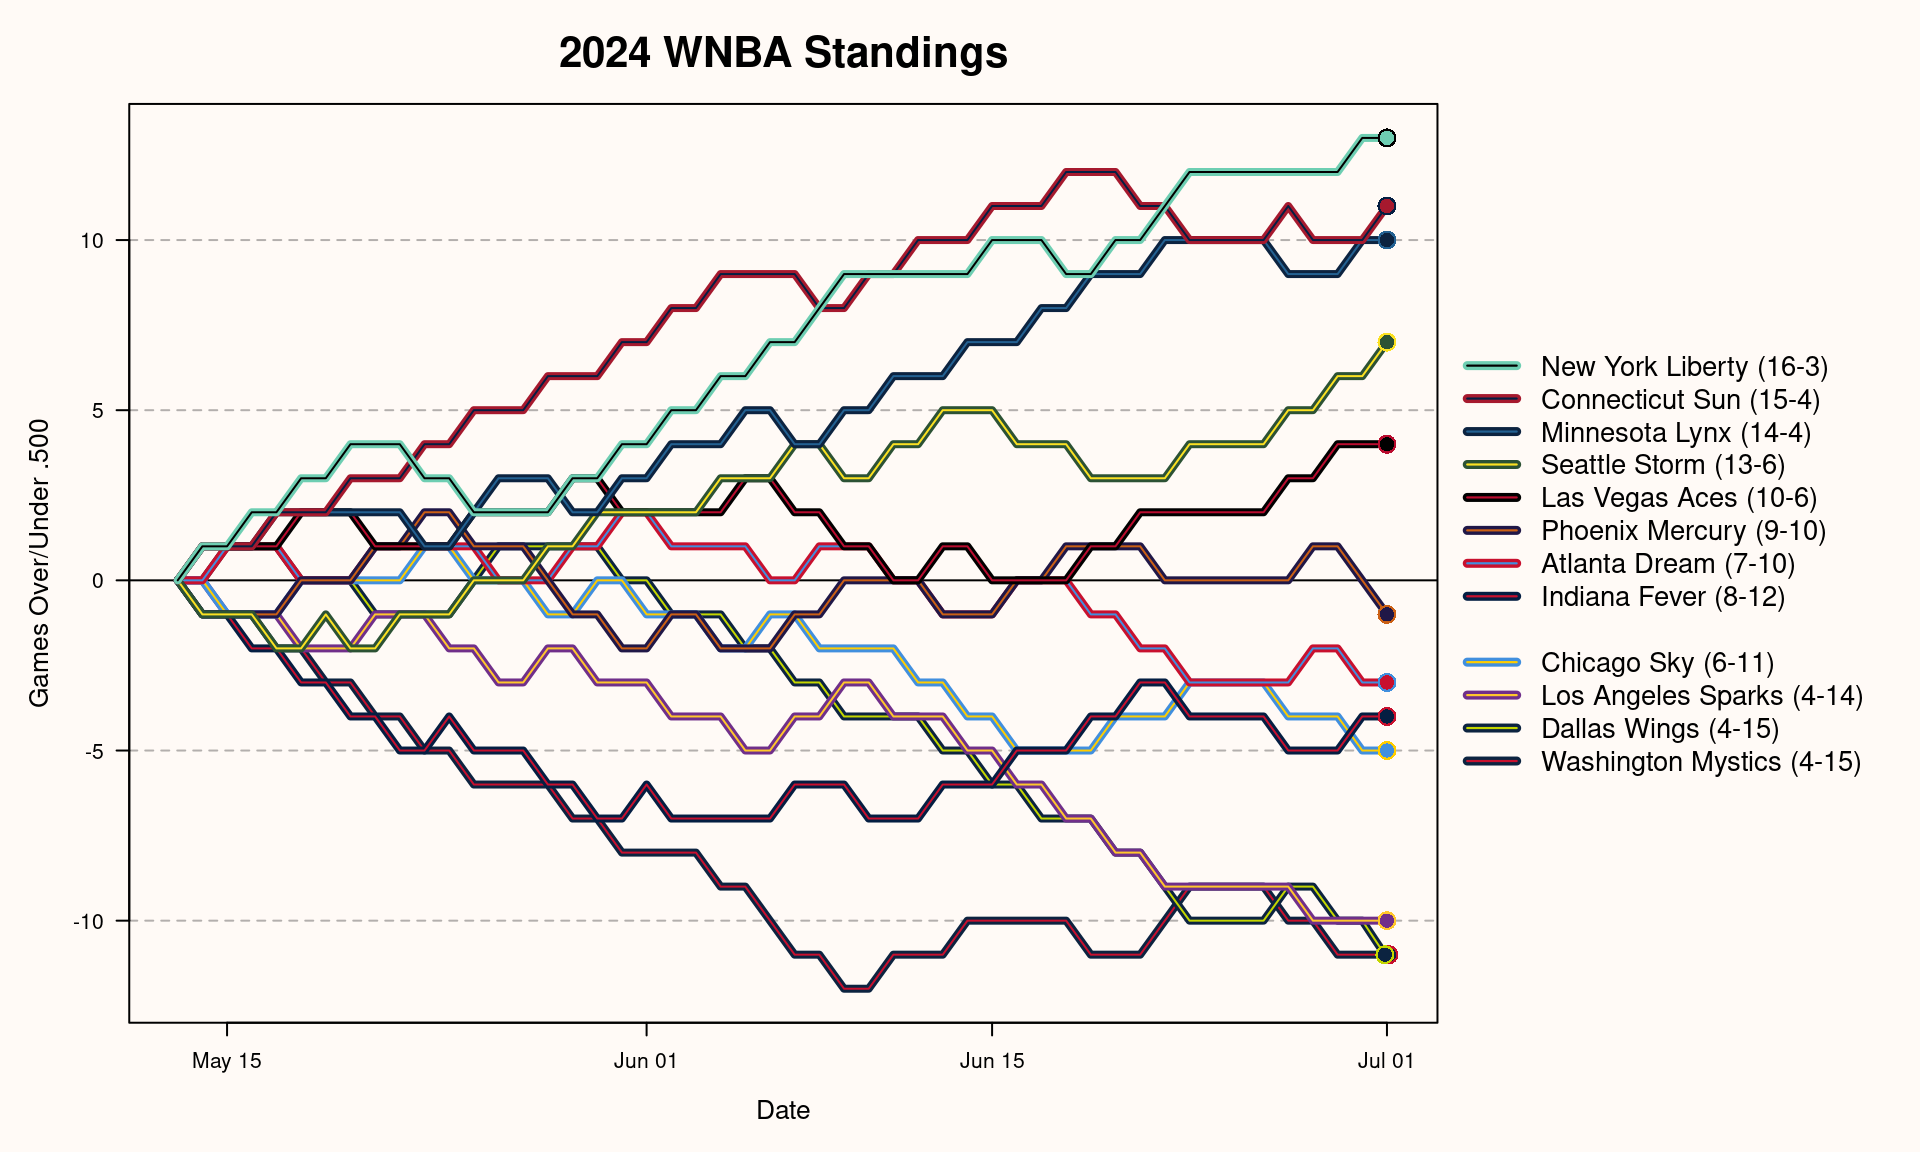 2024 WNBA Standings
Games Over/Under .500
10
5
0
-5
-10
May 15
Jun 01
Jun 15
Jul 01
Date
New York Liberty (16-3)
Connecticut Sun (15-4)
Minnesota Lynx (14-4)
Seattle Storm (13-6)
Las Vegas Aces (10-6)
Phoenix Mercury (9-10)
Atlanta Dream (7-10)
Indiana Fever (8-12)
Chicago Sky (6-11)
Los Angeles Sparks (4-14)
Dallas Wings (4-15)
Washington Mystics (4-15)